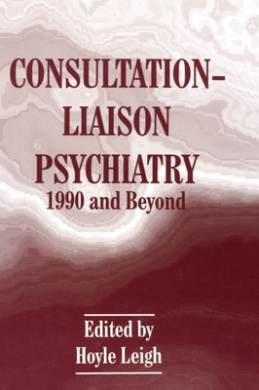 CONSULTATION–
LIAISON
PSYCHIATRY
1990 and Beyond
Edited by
Hoyle Leigh